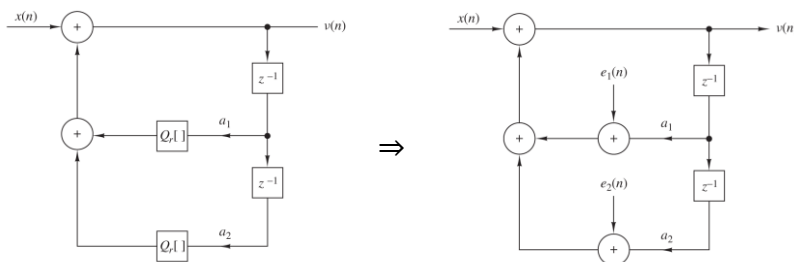 x(n)
+
v(n)
z⁻¹
+
Qᵣ[ ]
a₁
z⁻¹
Qᵣ[ ]
a₂
⇒
x(n)
+
v(n
z⁻¹
e₁(n)
+
+
a₁
z⁻¹
e₂(n)
+
a₂